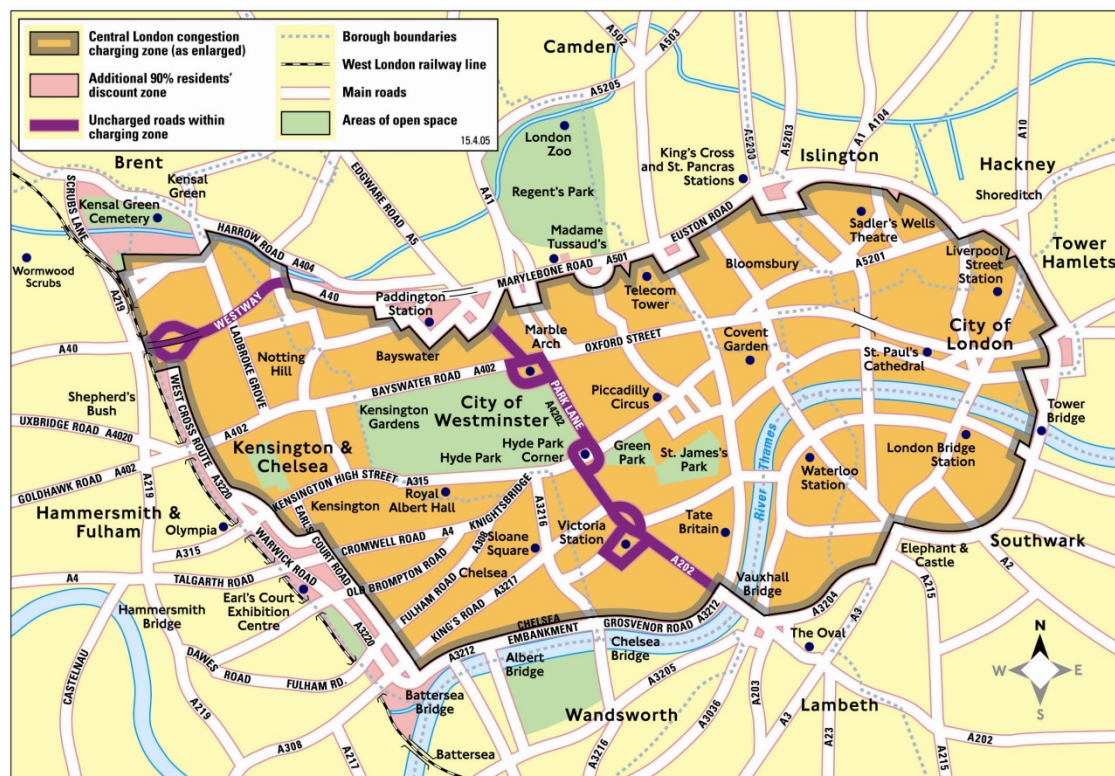 Central London congestion
charging zone (as enlarged)
Additional 90% residents'
discount zone
Uncharged roads within
charging zone
Borough boundaries
West London railway line
Main roads
Areas of open space
15.4.05
Camden
A502
A503
A5205
London
Zoo
Regent's Park
Madame
Tussaud's
King's Cross
and St. Pancras
Stations
A5200
A5203
A1
A104
Islington
A10
Hackney
Shoreditch
Tower
Hamlets
Brent
Kensal
Green
SCRUBS LANE
Kensal Green
Cemetery
Wormwood
Scrubs
HARROW ROAD
A404
EDGWARE ROAD
A5
A41
MARYLEBONE ROAD
A501
EUSTON ROAD
Sadler's Wells
Theatre
Liverpool
Street
Station
Bloomsbury
A5201
Telecom
Tower
A219
WESTWAY
A40
Paddington
Station
A40
LADBROKE GROVE
Notting
Hill
Bayswater
Marble
Arch
OXFORD STREET
Covent
Garden
St. Paul's
Cathedral
City of
London
BAYSWATER ROAD
A402
PARK LANE
A4202
Piccadilly
Circus
Shepherd's
Bush
UXBRIDGE ROAD
A4020
WEST CROSS ROUTE
A3220
A402
Kensington
Gardens
City of
Westminster
Hyde Park
Hyde Park
Corner
Green
Park
St. James's
Park
River Thames
Tower
Bridge
London Bridge
Station
Waterloo
Station
Kensington
& Chelsea
GOLDHAWK ROAD
A402
A219
Hammersmith &
Fulham
Olympia
KENSINGTON HIGH STREET
A315
Kensington
Royal
Albert Hall
KNIGHTSBRIDGE
A3216
Victoria
Station
Tate
Britain
CROMWELL ROAD
A4
A308
Sloane
Square
Chelsea
EARLS COURT ROAD
WARWICK ROAD
OLD BROMPTON ROAD
FULHAM ROAD
KING'S ROAD
A3217
A202
A315
TALGARTH ROAD
A4
Hammersmith
Bridge
Earl's Court
Exhibition
Centre
A3220
Vauxhall
Bridge
Elephant &
Castle
Southwark
A2
A215
A3204
A3
CHELSEA
EMBANKMENT
GROSVENOR ROAD
A3212
A3212
Albert
Bridge
Chelsea
Bridge
The Oval
CASTELNAU
DAWES
ROAD
FULHAM RD.
A219
Battersea
Bridge
Battersea
A308
A217
Wandsworth
A3205
A3036
A3216
A203
A3
A23
Lambeth
A202
A215
N
W
E
S